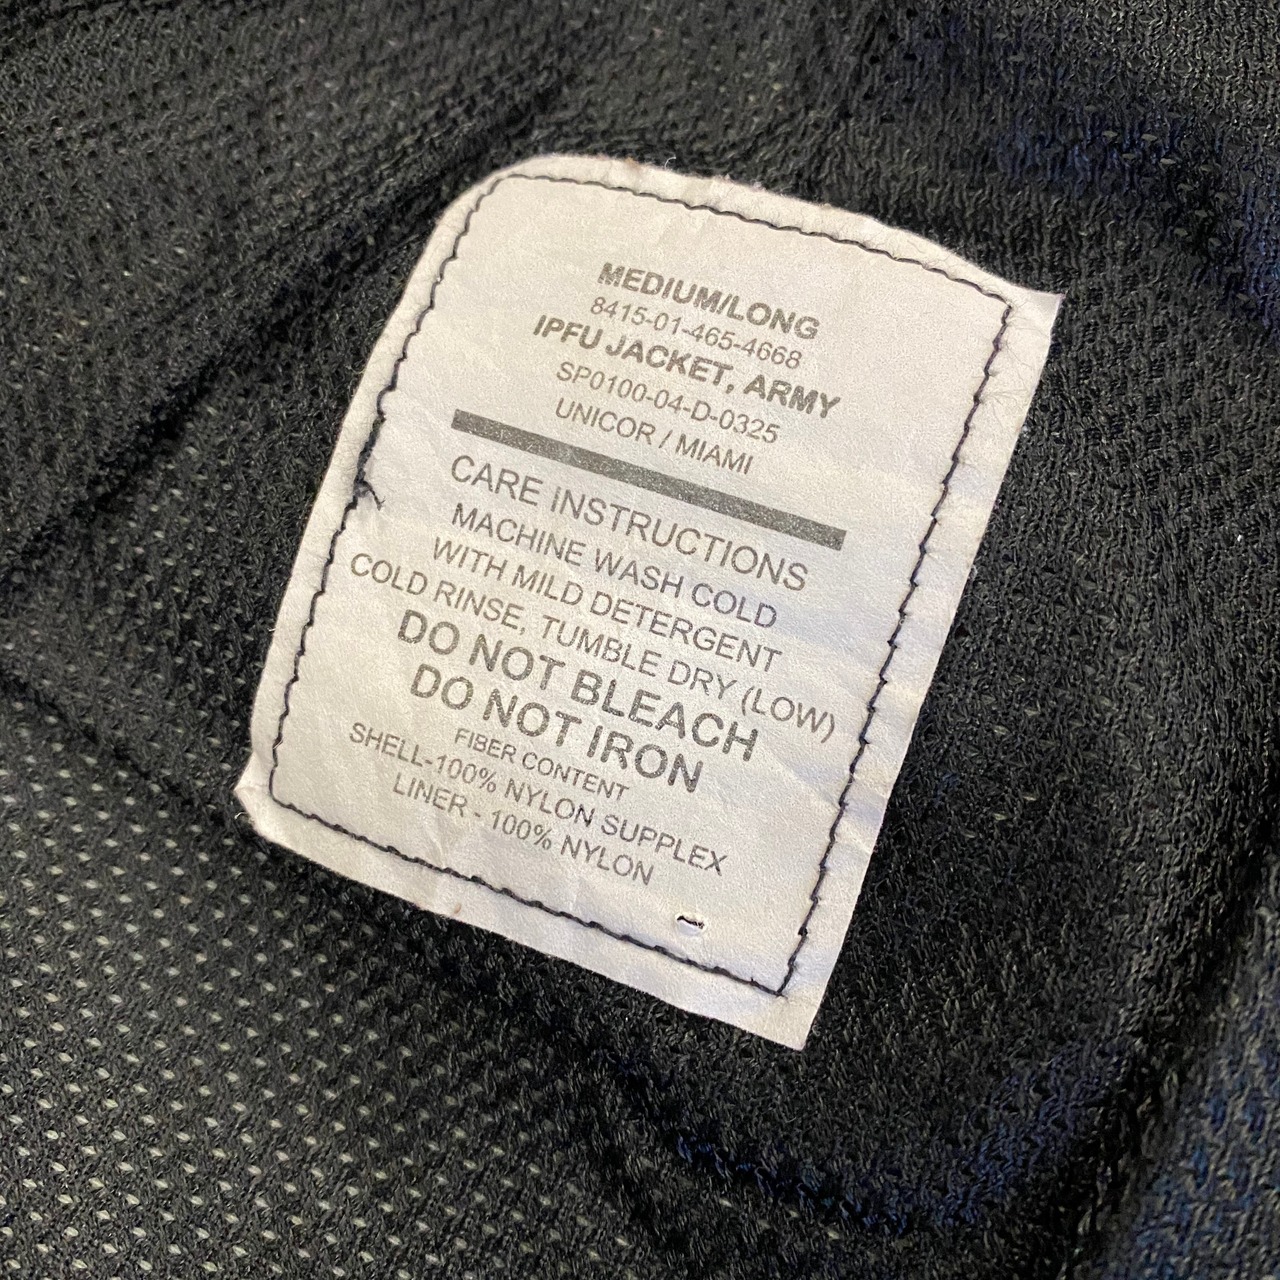 MEDIUM/LONG
8415-01-465-4668
IPFU JACKET, ARMY
SP0100-04-D-0325
UNICOR / MIAMI
CARE INSTRUCTIONS
MACHINE WASH COLD
WITH MILD DETERGENT
COLD RINSE, TUMBLE DRY (LOW)
DO NOT BLEACH
DO NOT IRON
FIBER CONTENT
SHELL-100% NYLON SUPPLEX
LINER - 100% NYLON